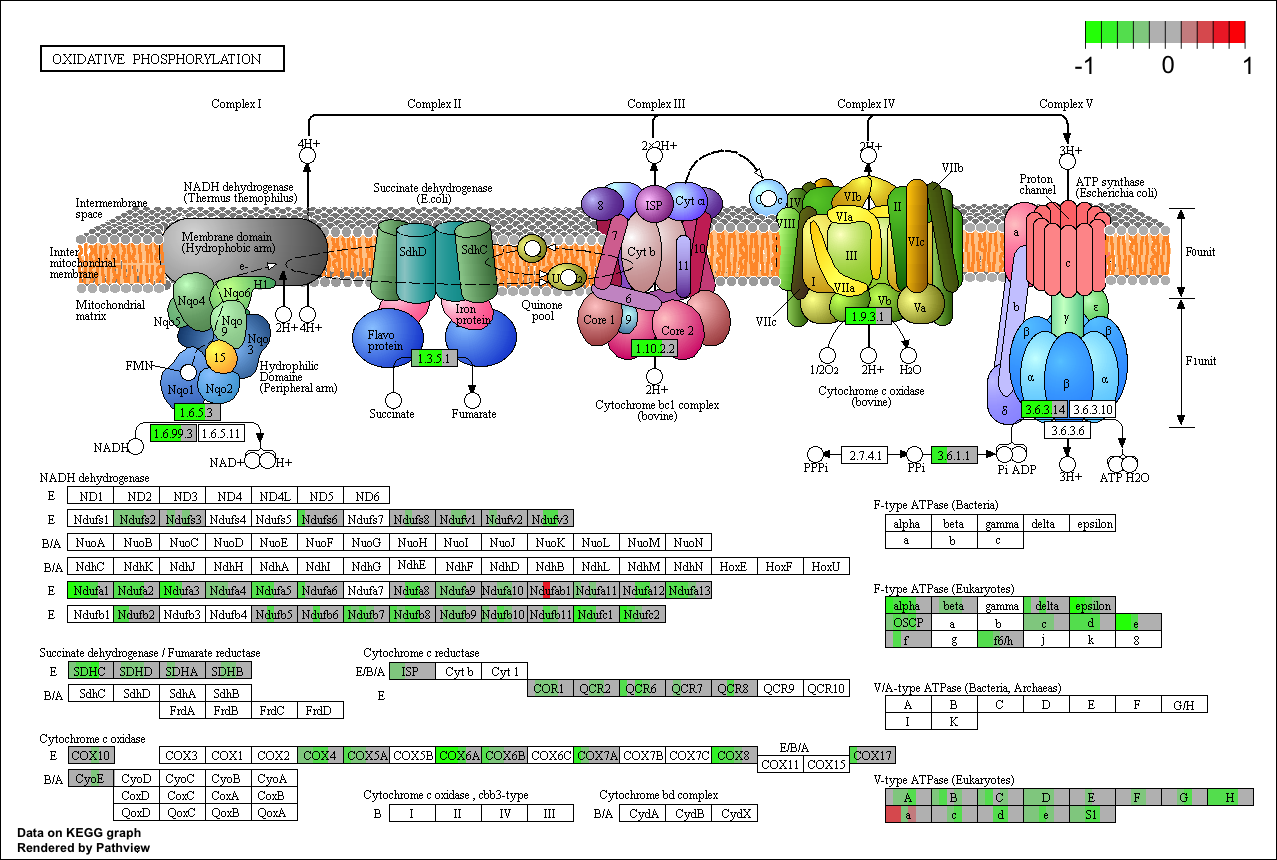 OXIDATIVE PHOSPHORYLATION
-1 0 1
Complex I Complex II Complex III Complex IV Complex V
4H+ 2×2H+ 2H+ 3H+
NADH dehydrogenase
(Thermus themophilus)
Succinate dehydrogenase
(E.coli)
Intermembrane
space
Innter
mitochondrial
membrane
Mitochondrial
matrix
Membrane domain
(Hydophobic arm)
e-
H1
Nqo4 Nqo6
Nqo5 Nqo
9
Nqo
3
15
FMN
Nqo1 Nqo2
2H+ 4H+
Hydrophilic
Domaine
(Peripheral arm)
1.6.5.3
1.6.99.3 1.6.5.11
NADH NAD+ H+
SdhD SdhC
Flavo
protein
Iron
protein
1.3.5.1
Succinate Fumarate
Quinone
pool
8 ISP Cyt c1
7 Cyt b 11 10
6
Core 1 9 Core 2
1.10.2.2
2H+
Cytochrome bc1 complex
(bovine)
VIIb
IV VIb II
VIII VIa
III VIc
I VIIa
VIIc Vb Va
1.9.3.1
1/2O2 2H+ H2O
Cytochrome c oxidase
(bovine)
Proton
channel
ATP synthase
(Escherichia coli)
a c
b
γ ε
β β
α β α
δ
F0unit
F1unit
3.6.3.14 3.6.3.10
3.6.3.6
PPPi 2.7.4.1 PPi 3.6.1.1 Pi ADP 3H+ ATP H2O
NADH dehydrogenase
E ND1 ND2 ND3 ND4 ND4L ND5 ND6
E Ndufs1 Ndufs2 Ndufs3 Ndufs4 Ndufs5 Ndufs6 Ndufs7 Ndufs8 Ndufv1 Ndufv2 Ndufv3
B/A NuoA NuoB NuoC NuoD NuoE NuoF NuoG NuoH NuoI NuoJ NuoK NuoL NuoM NuoN
B/A NdhC NdhK NdhJ NdhH NdhA NdhI NdhG NdhE NdhF NdhD NdhB NdhL NdhM NdhN HoxE HoxF HoxU
E Ndufa1 Ndufa2 Ndufa3 Ndufa4 Ndufa5 Ndufa6 Ndufa7 Ndufa8 Ndufa9 Ndufa10 Ndufab1 Ndufa11 Ndufa12 Ndufa13
E Ndufb1 Ndufb2 Ndufb3 Ndufb4 Ndufb5 Ndufb6 Ndufb7 Ndufb8 Ndufb9 Ndufb10 Ndufb11 Ndufc1 Ndufc2
Succinate dehydrogenase / Fumarate reductase
E SDHC SDHD SDHA SDHB
B/A SdhC SdhD SdhA SdhB
FrdA FrdB FrdC FrdD
Cytochrome c reductase
E/B/A ISP Cyt b Cyt 1
E COR1 QCR2 QCR6 QCR7 QCR8 QCR9 QCR10
Cytochrome c oxidase
E COX10 COX3 COX1 COX2 COX4 COX5A COX5B COX6A COX6B COX6C COX7A COX7B COX7C COX8 COX17
E/B/A
COX11 COX15
B/A CyoE CyoD CyoC CyoB CyoA
CoxD CoxC CoxA CoxB
QoxD QoxC QoxB QoxA
Cytochrome c oxidase , cbb3-type
B I II IV III
Cytochrome bd complex
B/A CydA CydB CydX
F-type ATPase (Bacteria)
alpha beta gamma delta epsilon
a b c
F-type ATPase (Eukaryotes)
alpha beta gamma delta epsilon
OSCP a b c d e
f g f6/h j k 8
V/A-type ATPase (Bacteria, Archaeas)
A B C D E F G/H
I K
V-type ATPase (Eukaryotes)
A B C D E F G H
a c d e S1
Data on KEGG graph
Rendered by Pathview